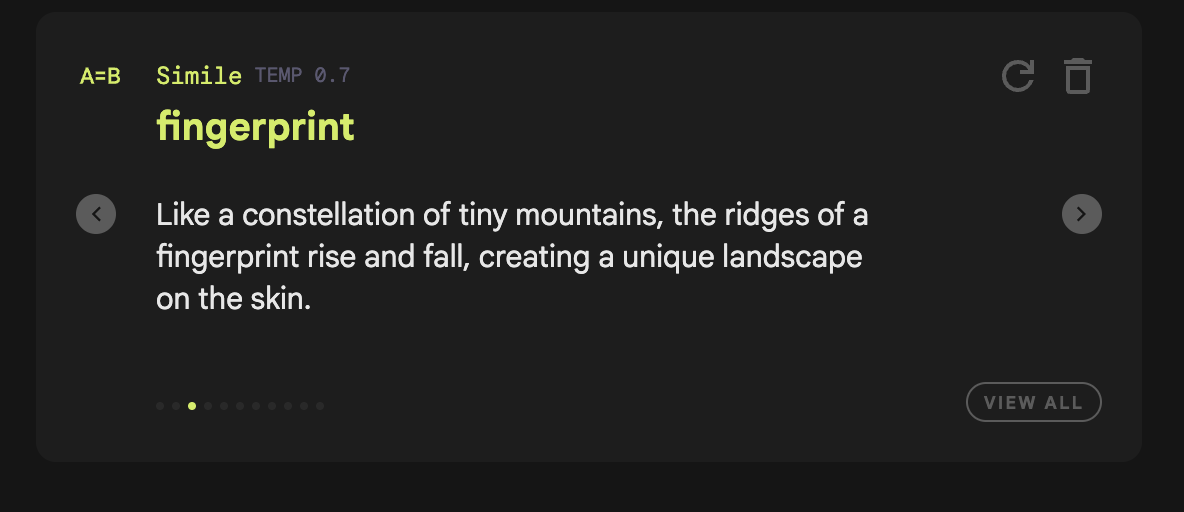 A=B Simile TEMP 0.7
fingerprint
Like a constellation of tiny mountains, the ridges of a
fingerprint rise and fall, creating a unique landscape
on the skin.
VIEW ALL